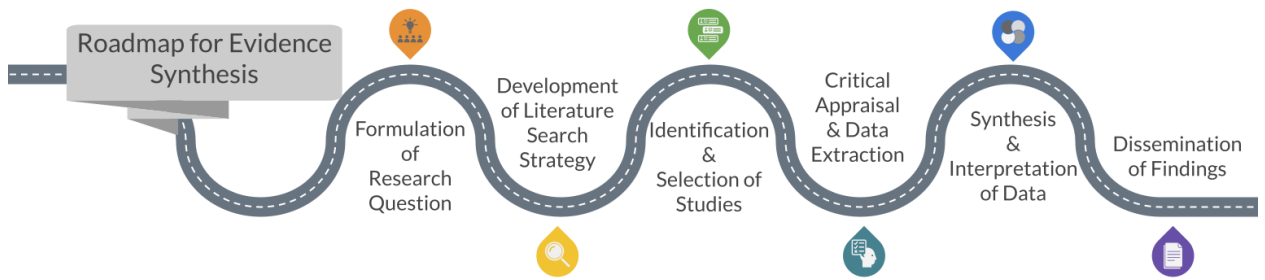 Roadmap for Evidence
Synthesis
Formulation
of
Research
Question
Development
of Literature
Search
Strategy
Identification
&
Selection of
Studies
Critical
Appraisal
& Data
Extraction
Synthesis
&
Interpretation
of Data
Dissemination
of Findings